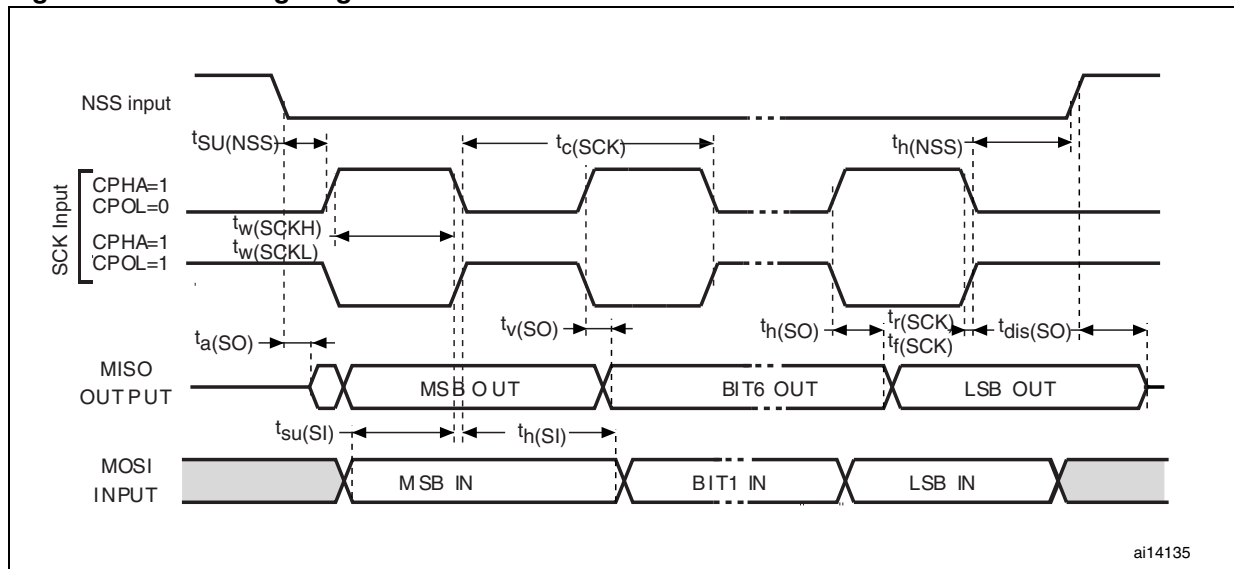 NSS input
tSU(NSS)
tc(SCK)
th(NSS)
SCK Input
CPHA=1
CPOL=0
tw(SCKH)
tw(SCKL)
CPHA=1
CPOL=1
ta(SO)
tv(SO)
th(SO)
tr(SCK)
tf(SCK)
tdis(SO)
MISO
OUTPUT
MSB OUT
BIT6 OUT
LSB OUT
tsu(SI)
th(SI)
MOSI
INPUT
MSB IN
BIT1 IN
LSB IN
ai14135